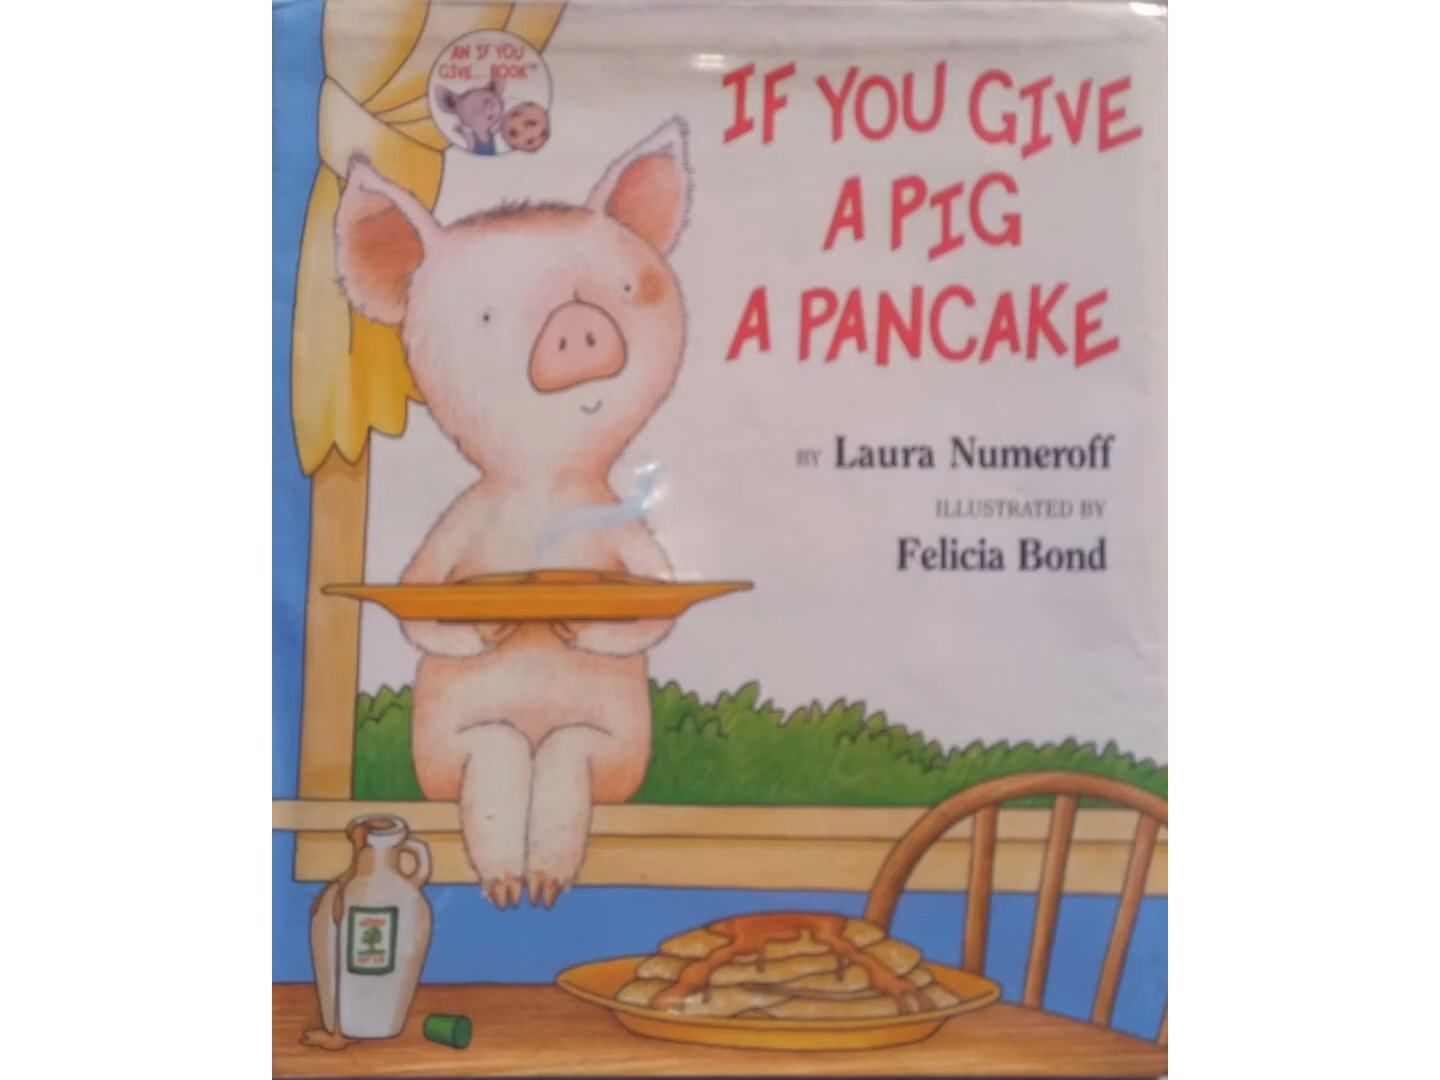 AN IF YOU
GIVE... BOOK™
IF YOU GIVE
A PIG
A PANCAKE
BY Laura Numeroff
ILLUSTRATED BY
Felicia Bond